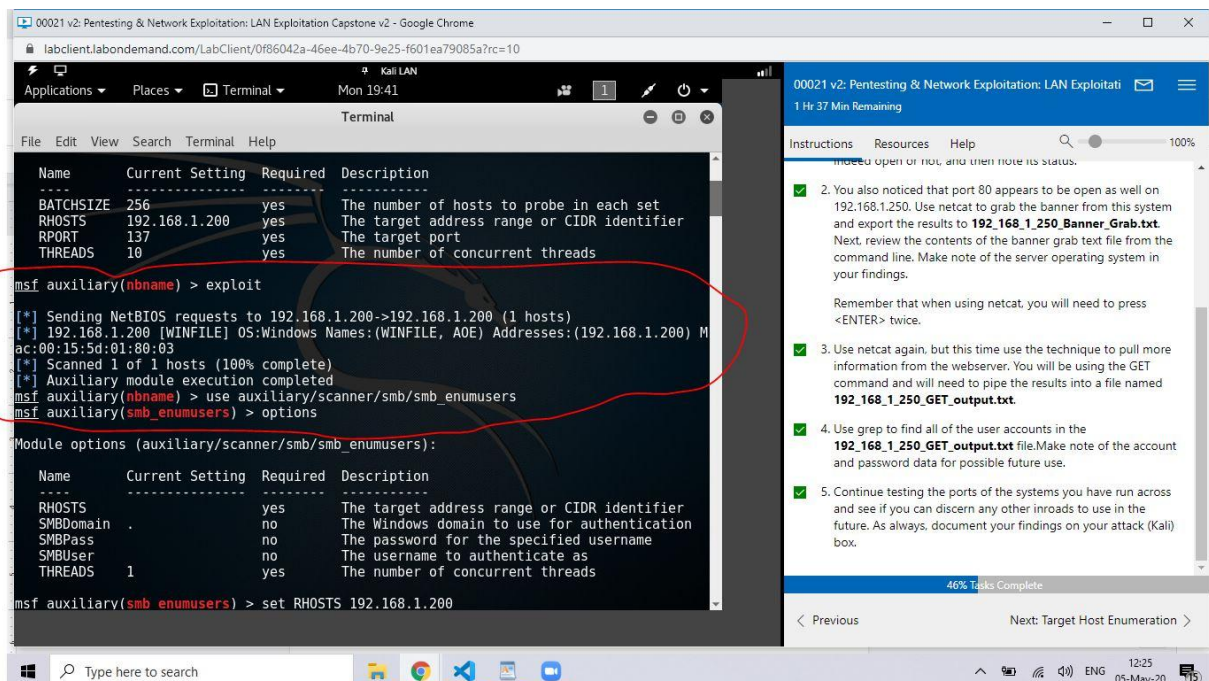 00021 v2: Pentesting & Network Exploitation: LAN Exploitation Capstone v2 - Google Chrome
labclient.labondemand.com/LabClient/0f86042a-46ee-4b70-9e25-f601ea79085a?rc=10
Kali LAN
Applications Places Terminal Mon 19:41 1
Terminal
File Edit View Search Terminal Help
Name Current Setting Required Description
---- --------------- -------- -----------
BATCHSIZE 256 yes The number of hosts to probe in each set
RHOSTS 192.168.1.200 yes The target address range or CIDR identifier
RPORT 137 yes The target port
THREADS 10 yes The number of concurrent threads
msf auxiliary(nbname) > exploit
[*] Sending NetBIOS requests to 192.168.1.200->192.168.1.200 (1 hosts)
[*] 192.168.1.200 [WINFILE] OS:Windows Names:(WINFILE, AOE) Addresses:(192.168.1.200) M
ac:00:15:5d:01:80:03
[*] Scanned 1 of 1 hosts (100% complete)
[*] Auxiliary module execution completed
msf auxiliary(nbname) > use auxiliary/scanner/smb/smb_enumusers
msf auxiliary(smb_enumusers) > options
Module options (auxiliary/scanner/smb/smb_enumusers):
Name Current Setting Required Description
---- --------------- -------- -----------
RHOSTS yes The target address range or CIDR identifier
SMBDomain . no The Windows domain to use for authentication
SMBPass no The password for the specified username
SMBUser no The username to authenticate as
THREADS 1 yes The number of concurrent threads
msf auxiliary(smb_enumusers) > set RHOSTS 192.168.1.200
00021 v2: Pentesting & Network Exploitation: LAN Exploitati
1 Hr 37 Min Remaining
Instructions Resources Help 100%
indeed open or not, and then note its status.
2. You also noticed that port 80 appears to be open as well on
192.168.1.250. Use netcat to grab the banner from this system
and export the results to 192_168_1_250_Banner_Grab.txt.
Next, review the contents of the banner grab text file from the
command line. Make note of the server operating system in
your findings.
Remember that when using netcat, you will need to press
<ENTER> twice.
3. Use netcat again, but this time use the technique to pull more
information from the webserver. You will be using the GET
command and will need to pipe the results into a file named
192_168_1_250_GET_output.txt.
4. Use grep to find all of the user accounts in the
192_168_1_250_GET_output.txt file.Make note of the account
and password data for possible future use.
5. Continue testing the ports of the systems you have run across
and see if you can discern any other inroads to use in the
future. As always, document your findings on your attack (Kali)
box.
46% Tasks Complete
< Previous Next: Target Host Enumeration >
Type here to search
ENG 12:25
05-May-20 15